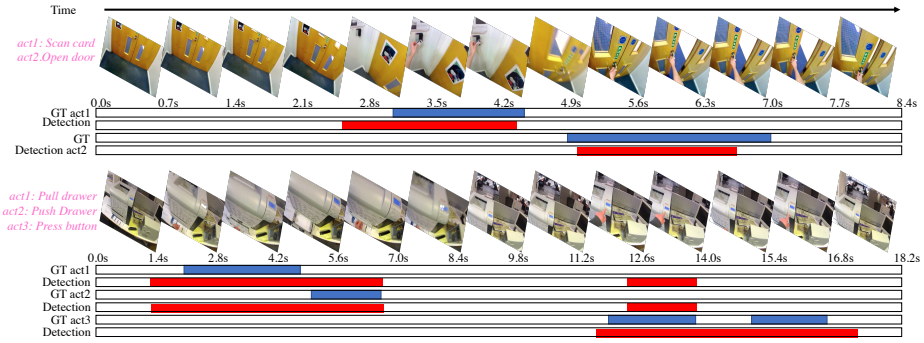 Time
act1: Scan card
act2.Open door
0.0s 0.7s 1.4s 2.1s 2.8s 3.5s 4.2s 4.9s 5.6s 6.3s 7.0s 7.7s 8.4s
GT act1
Detection
GT
Detection act2
act1: Pull drawer
act2: Push Drawer
act3: Press button
0.0s 1.4s 2.8s 4.2s 5.6s 7.0s 8.4s 9.8s 11.2s 12.6s 14.0s 15.4s 16.8s 18.2s
GT act1
Detection
GT act2
Detection
GT act3
Detection